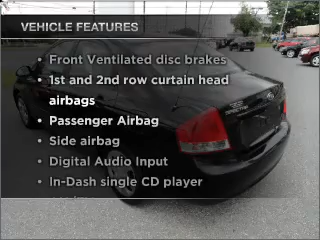 VEHICLE FEATURES
• Front Ventilated disc brakes
• 1st and 2nd row curtain head
airbags
• Passenger Airbag
• Side airbag
• Digital Audio Input
• In-Dash single CD player